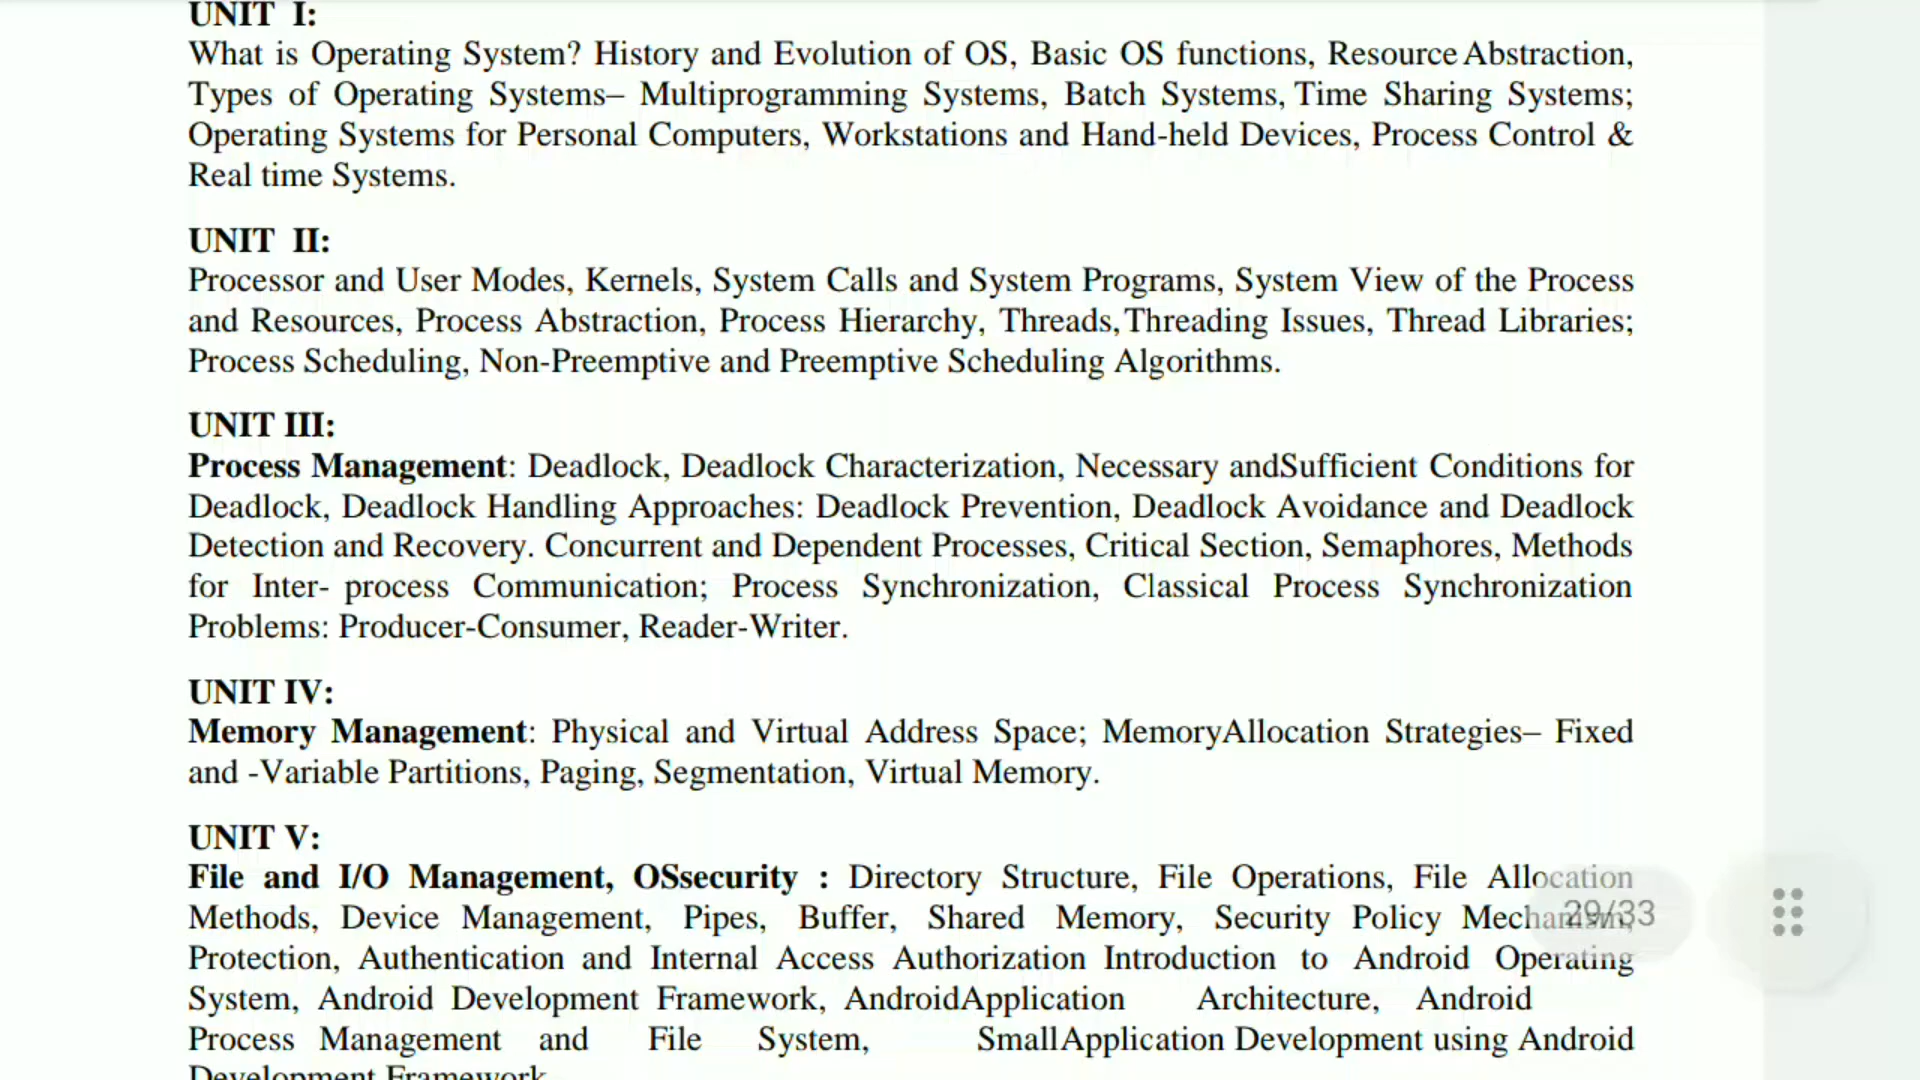 UNIT I:
What is Operating System? History and Evolution of OS, Basic OS functions, Resource Abstraction,
Types of Operating Systems– Multiprogramming Systems, Batch Systems, Time Sharing Systems;
Operating Systems for Personal Computers, Workstations and Hand-held Devices, Process Control &
Real time Systems.
UNIT II:
Processor and User Modes, Kernels, System Calls and System Programs, System View of the Process
and Resources, Process Abstraction, Process Hierarchy, Threads,Threading Issues, Thread Libraries;
Process Scheduling, Non-Preemptive and Preemptive Scheduling Algorithms.
UNIT III:
Process Management: Deadlock, Deadlock Characterization, Necessary andSufficient Conditions for
Deadlock, Deadlock Handling Approaches: Deadlock Prevention, Deadlock Avoidance and Deadlock
Detection and Recovery. Concurrent and Dependent Processes, Critical Section, Semaphores, Methods
for Inter- process Communication; Process Synchronization, Classical Process Synchronization
Problems: Producer-Consumer, Reader-Writer.
UNIT IV:
Memory Management: Physical and Virtual Address Space; MemoryAllocation Strategies– Fixed
and -Variable Partitions, Paging, Segmentation, Virtual Memory.
UNIT V:
File and I/O Management, OSsecurity : Directory Structure, File Operations, File Allocation
Methods, Device Management, Pipes, Buffer, Shared Memory, Security Policy Mechanism,
29/33
Protection, Authentication and Internal Access Authorization Introduction to Android Operating
System, Android Development Framework, AndroidApplication Architecture, Android
Process Management and File System, SmallApplication Development using Android
Development Framework.